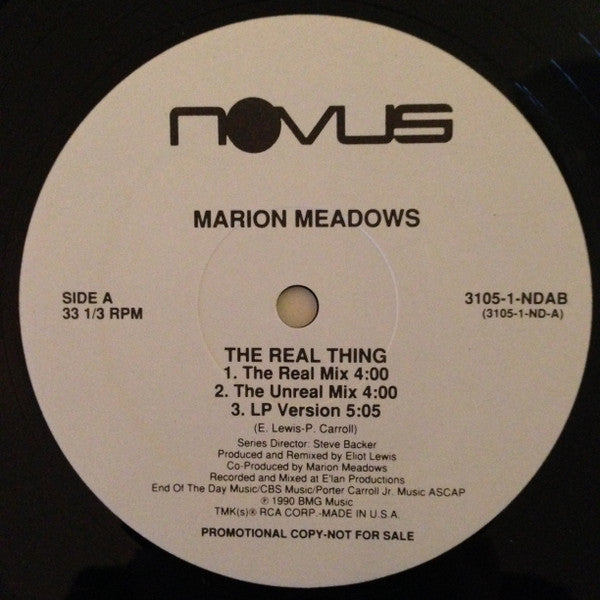 NOVUS
MARION MEADOWS
SIDE A
33 1/3 RPM
3105-1-NDAB
(3105-1-ND-A)
THE REAL THING
1. The Real Mix 4:00
2. The Unreal Mix 4:00
3. LP Version 5:05
(E. Lewis-P. Carroll)
Series Director: Steve Backer
Produced and Remixed by Eliot Lewis
Co-Produced by Marion Meadows
Recorded and Mixed at E'lan Productions
End Of The Day Music/CBS Music/Porter Carroll Jr. Music ASCAP
℗ 1990 BMG Music
TMK(s)® RCA CORP.-MADE IN U.S.A.
PROMOTIONAL COPY-NOT FOR SALE